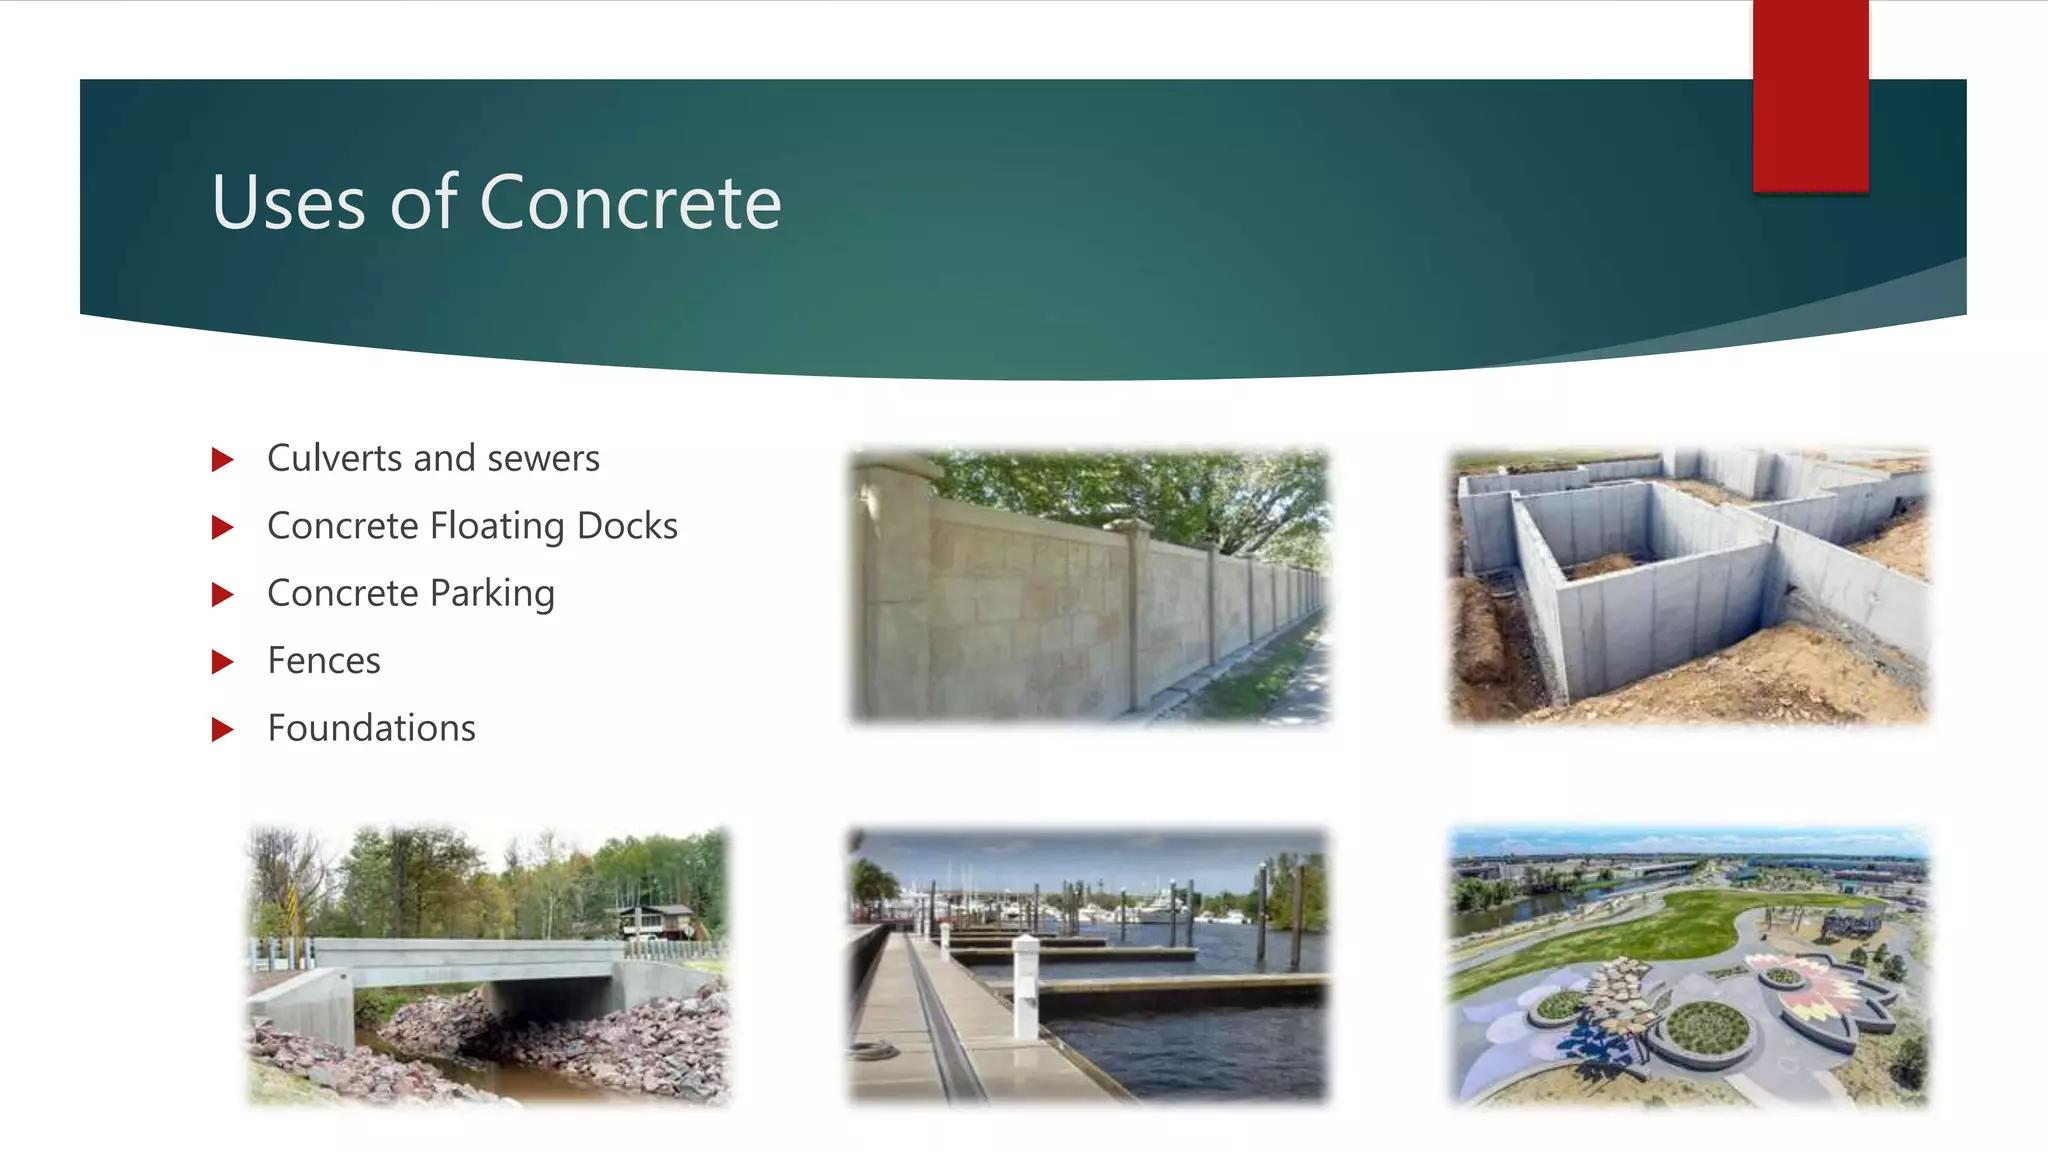 Uses of Concrete
Culverts and sewers
Concrete Floating Docks
Concrete Parking
Fences
Foundations